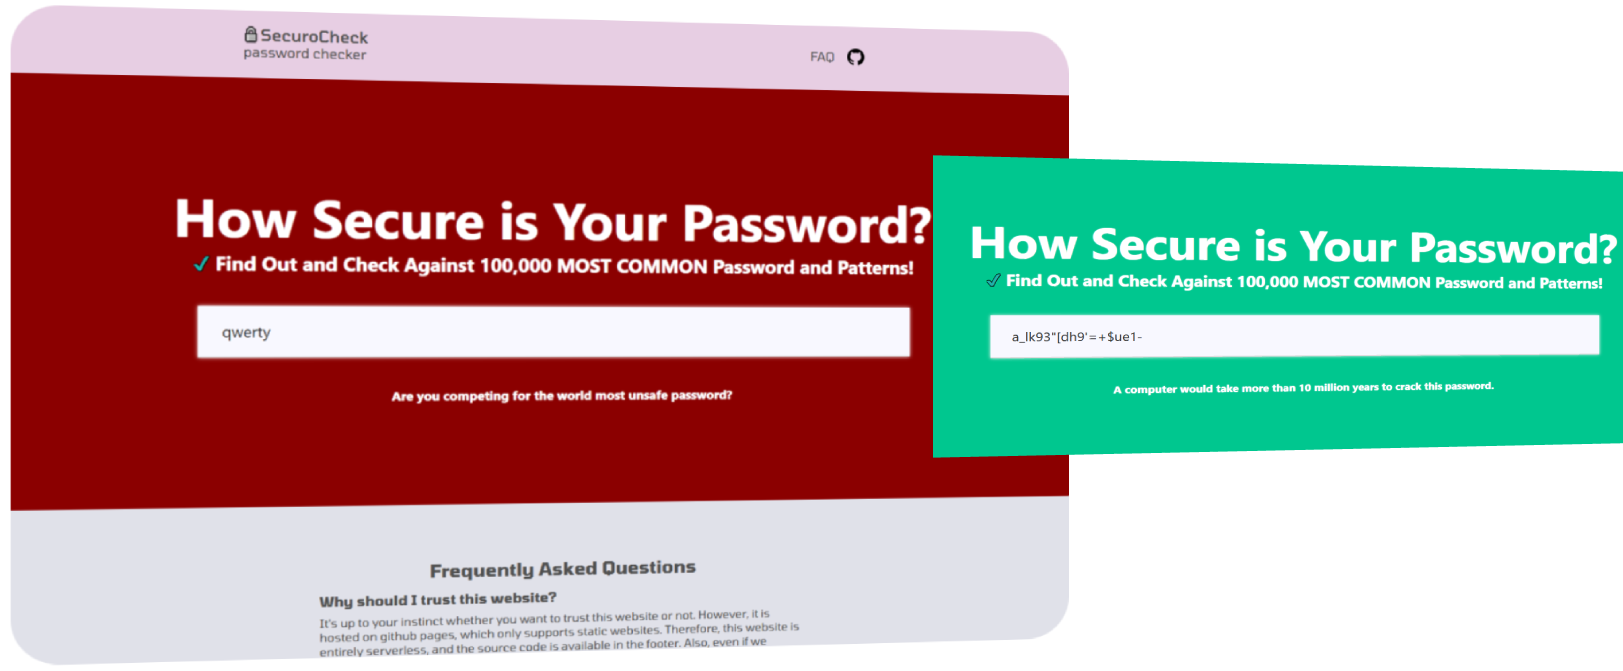 SecuroCheck
password checker
FAQ
How Secure is Your Password?
✓ Find Out and Check Against 100,000 MOST COMMON Password and Patterns!
qwerty
Are you competing for the world most unsafe password?
Frequently Asked Questions
Why should I trust this website?
It's up to your instinct whether you want to trust this website or not. However, it is
hosted on github pages, which only supports static websites. Therefore, this website is
entirely serverless, and the source code is available in the footer. Also, even if we
How Secure is Your Password?
✓ Find Out and Check Against 100,000 MOST COMMON Password and Patterns!
a_lk93"[dh9'=+$ue1-
A computer would take more than 10 million years to crack this password.